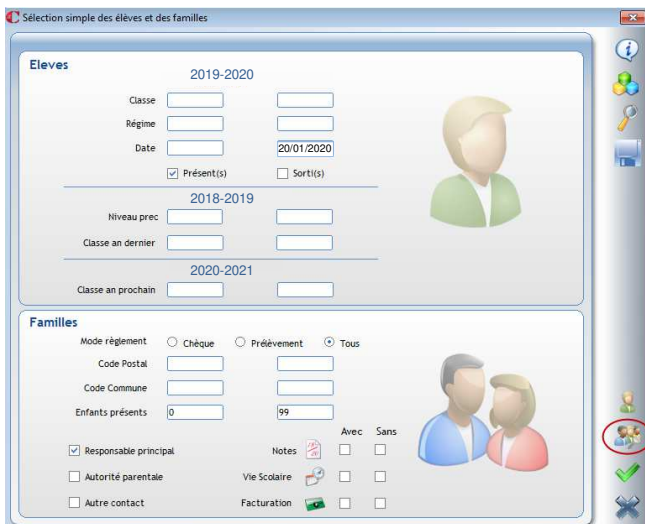 Sélection simple des élèves et des familles
Eleves
2019-2020
Classe
Régime
Date 20/01/2020
Présent(s) Sorti(s)
2018-2019
Niveau prec
Classe an dernier
2020-2021
Classe an prochain
Familles
Mode règlement Chèque Prélèvement Tous
Code Postal
Code Commune
Enfants présents 0 99
Avec Sans
Responsable principal Notes
Autorité parentale Vie Scolaire
Autre contact Facturation